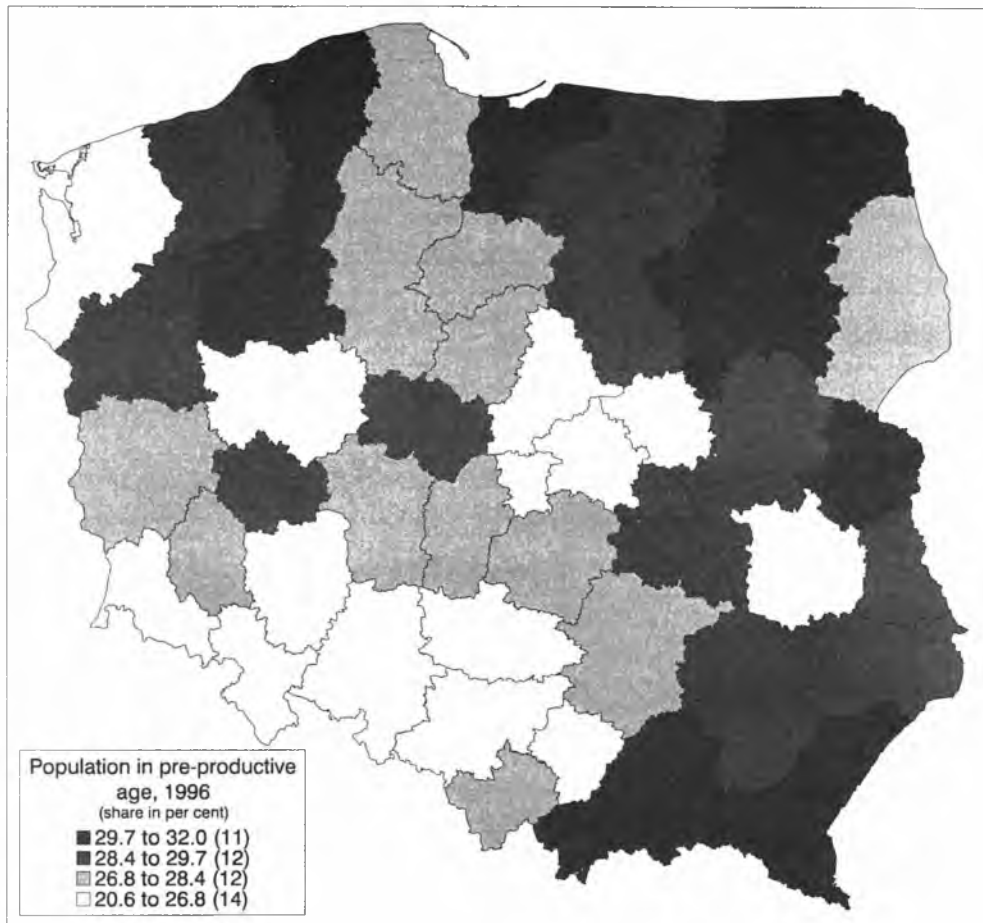 Population in pre-productive
age, 1996
(share in per cent)
29.7 to 32.0 (11)
28.4 to 29.7 (12)
26.8 to 28.4 (12)
20.6 to 26.8 (14)